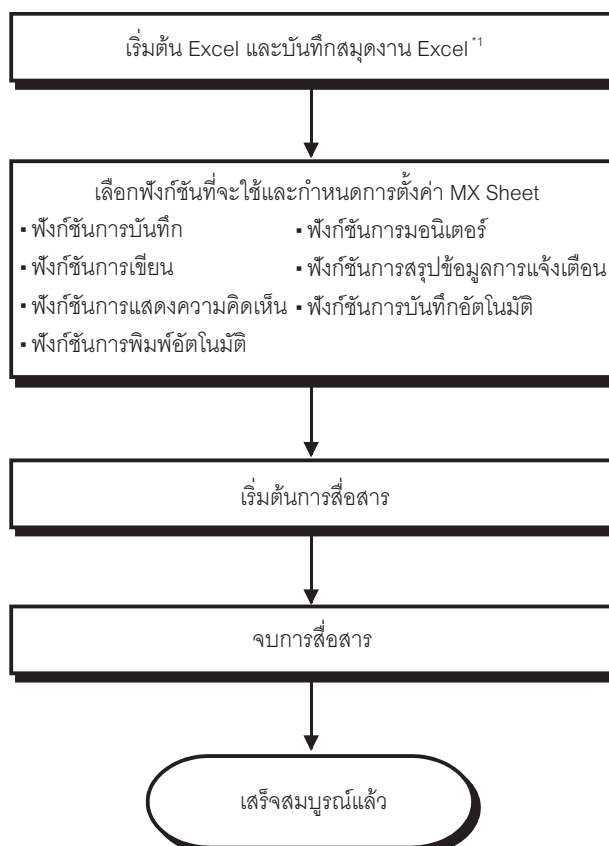 เริ่มต้น Excel และบันทึกสมุดงาน Excel *1
เลือกฟังก์ชันที่จะใช้และกำหนดการตั้งค่า MX Sheet
▪ ฟังก์ชันการบันทึก ▪ ฟังก์ชันการมอนิเตอร์
▪ ฟังก์ชันการเขียน ▪ ฟังก์ชันการสรุปข้อมูลการแจ้งเตือน
▪ ฟังก์ชันการแสดงความคิดเห็น ▪ ฟังก์ชันการบันทึกอัตโนมัติ
▪ ฟังก์ชันการพิมพ์อัตโนมัติ
เริ่มต้นการสื่อสาร
จบการสื่อสาร
เสร็จสมบูรณ์แล้ว